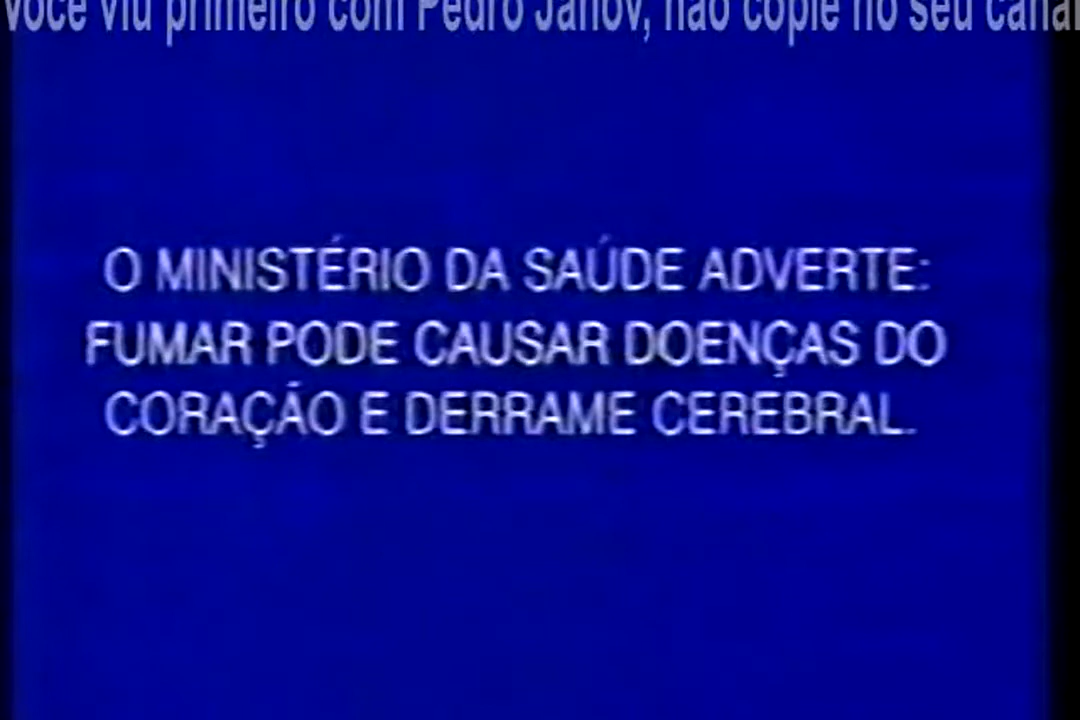 Você viu primeiro com Pedro Janov, não copie no seu canal
O MINISTÉRIO DA SAÚDE ADVERTE:
FUMAR PODE CAUSAR DOENÇAS DO
CORAÇÃO E DERRAME CEREBRAL.